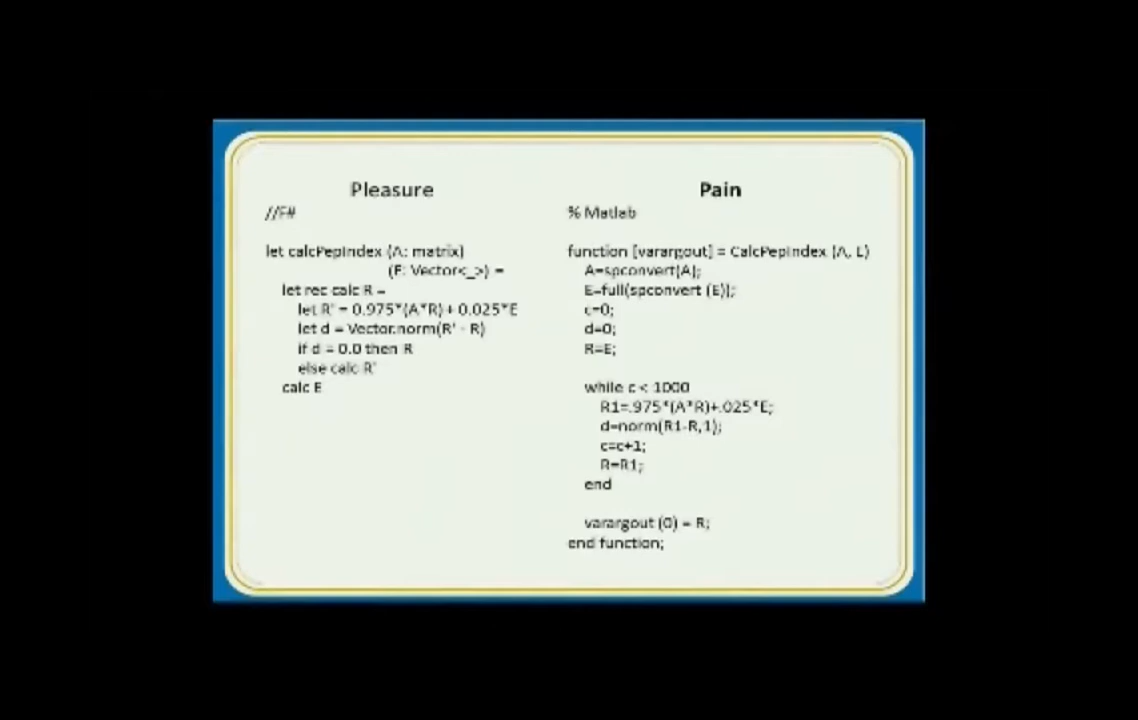 Pleasure
//F#
let calcPepIndex (A: matrix)
(E: Vector<_>) =
let rec calc R =
let R' = 0.975*(A*R)+ 0.025*E
let d = Vector.norm(R' - R)
if d = 0.0 then R
else calc R'
calc E
Pain
% Matlab
function [varargout] = CalcPepIndex (A, E)
A=spconvert(A);
E=full(spconvert (E));
c=0;
d=0;
R=E;
while c < 1000
R1=.975*(A*R)+.025*E;
d=norm(R1-R,1);
c=c+1;
R=R1;
end
varargout (0) = R;
end function;